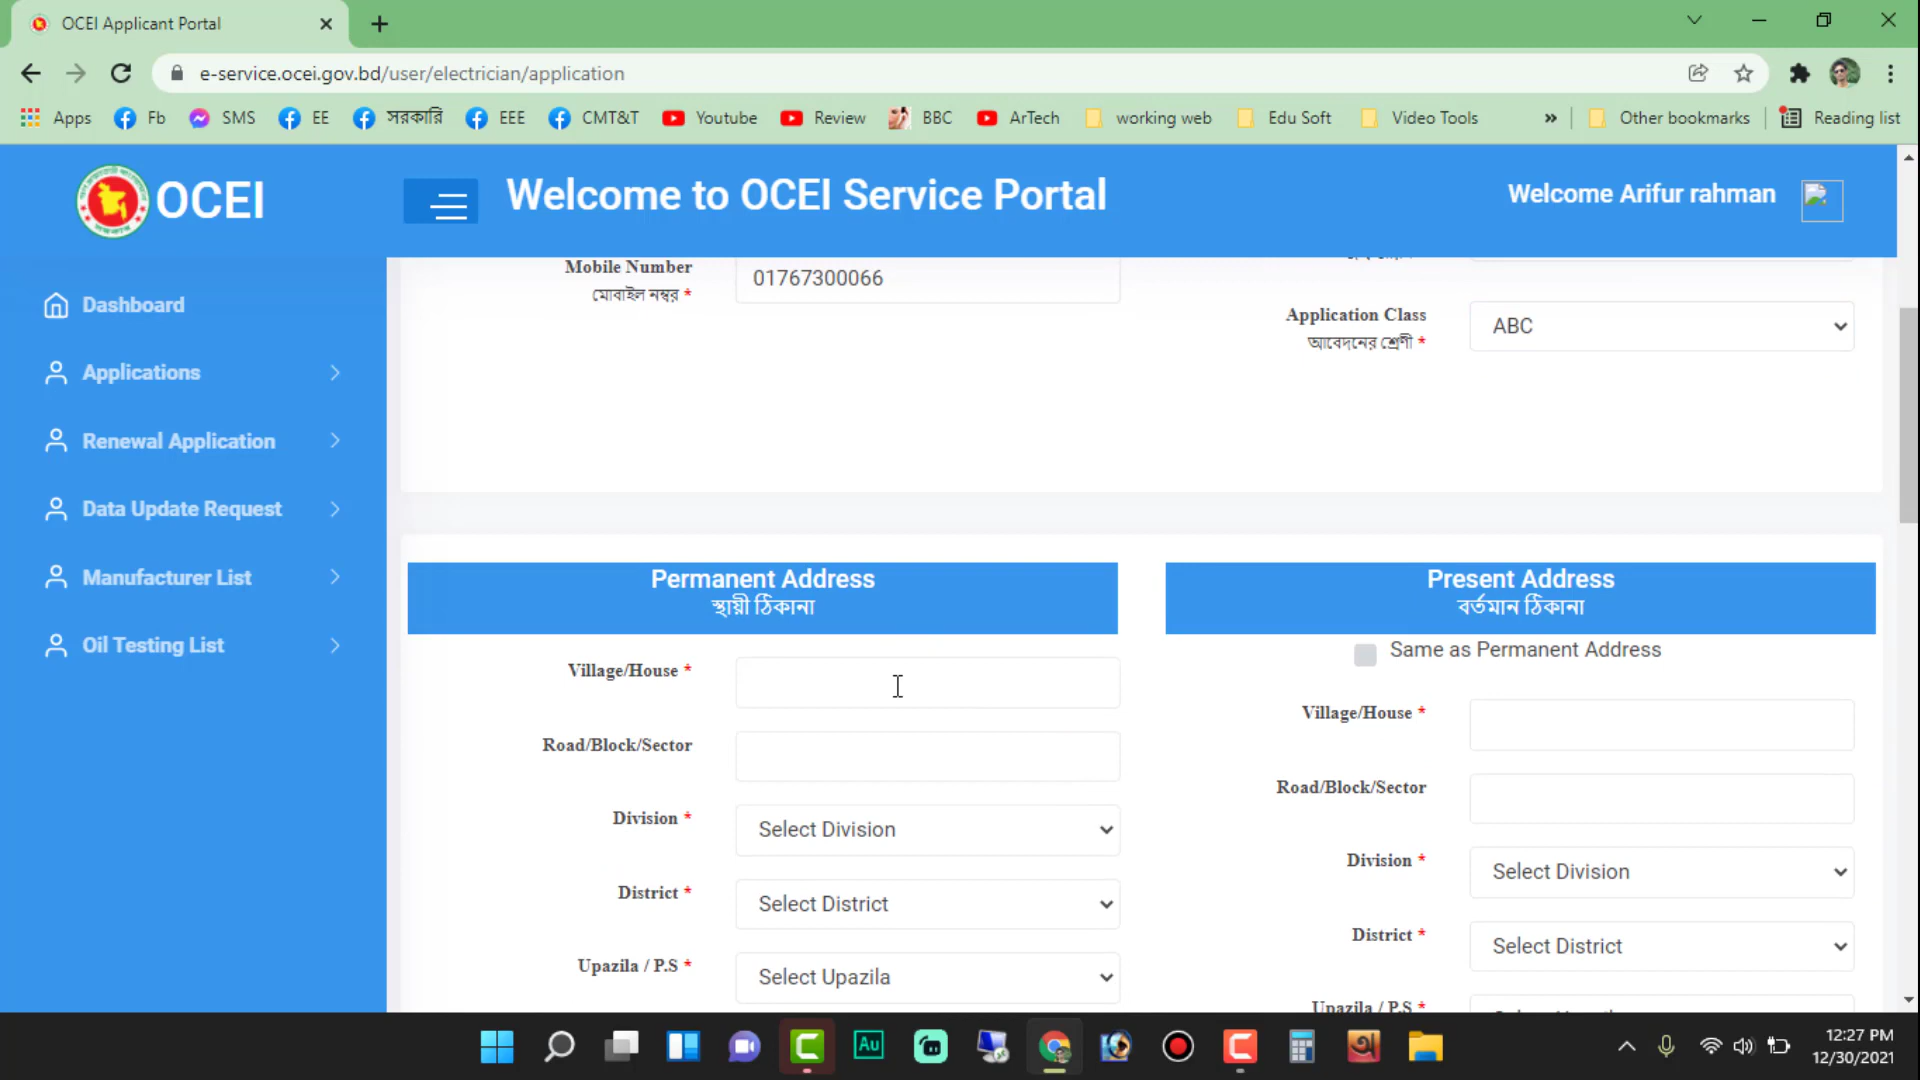 OCEI Applicant Portal
e-service.ocei.gov.bd/user/electrician/application
Apps Fb SMS EE সরকারি EEE CMT&T Youtube Review BBC ArTech working web Edu Soft Video Tools » Other bookmarks Reading list
OCEI
Welcome to OCEI Service Portal
Welcome Arifur rahman
Dashboard
Applications
Renewal Application
Data Update Request
Manufacturer List
Oil Testing List
Mobile Number
মোবাইল নম্বর *
01767300066
Application Class
আবেদনের শ্রেণী *
ABC
Permanent Address
স্থায়ী ঠিকানা
Village/House *
Road/Block/Sector
Division *
Select Division
District *
Select District
Upazila / P.S *
Select Upazila
Present Address
বর্তমান ঠিকানা
Same as Permanent Address
Village/House *
Road/Block/Sector
Division *
Select Division
District *
Select District
Upazila / P.S *
Au
অ
12:27 PM
12/30/2021